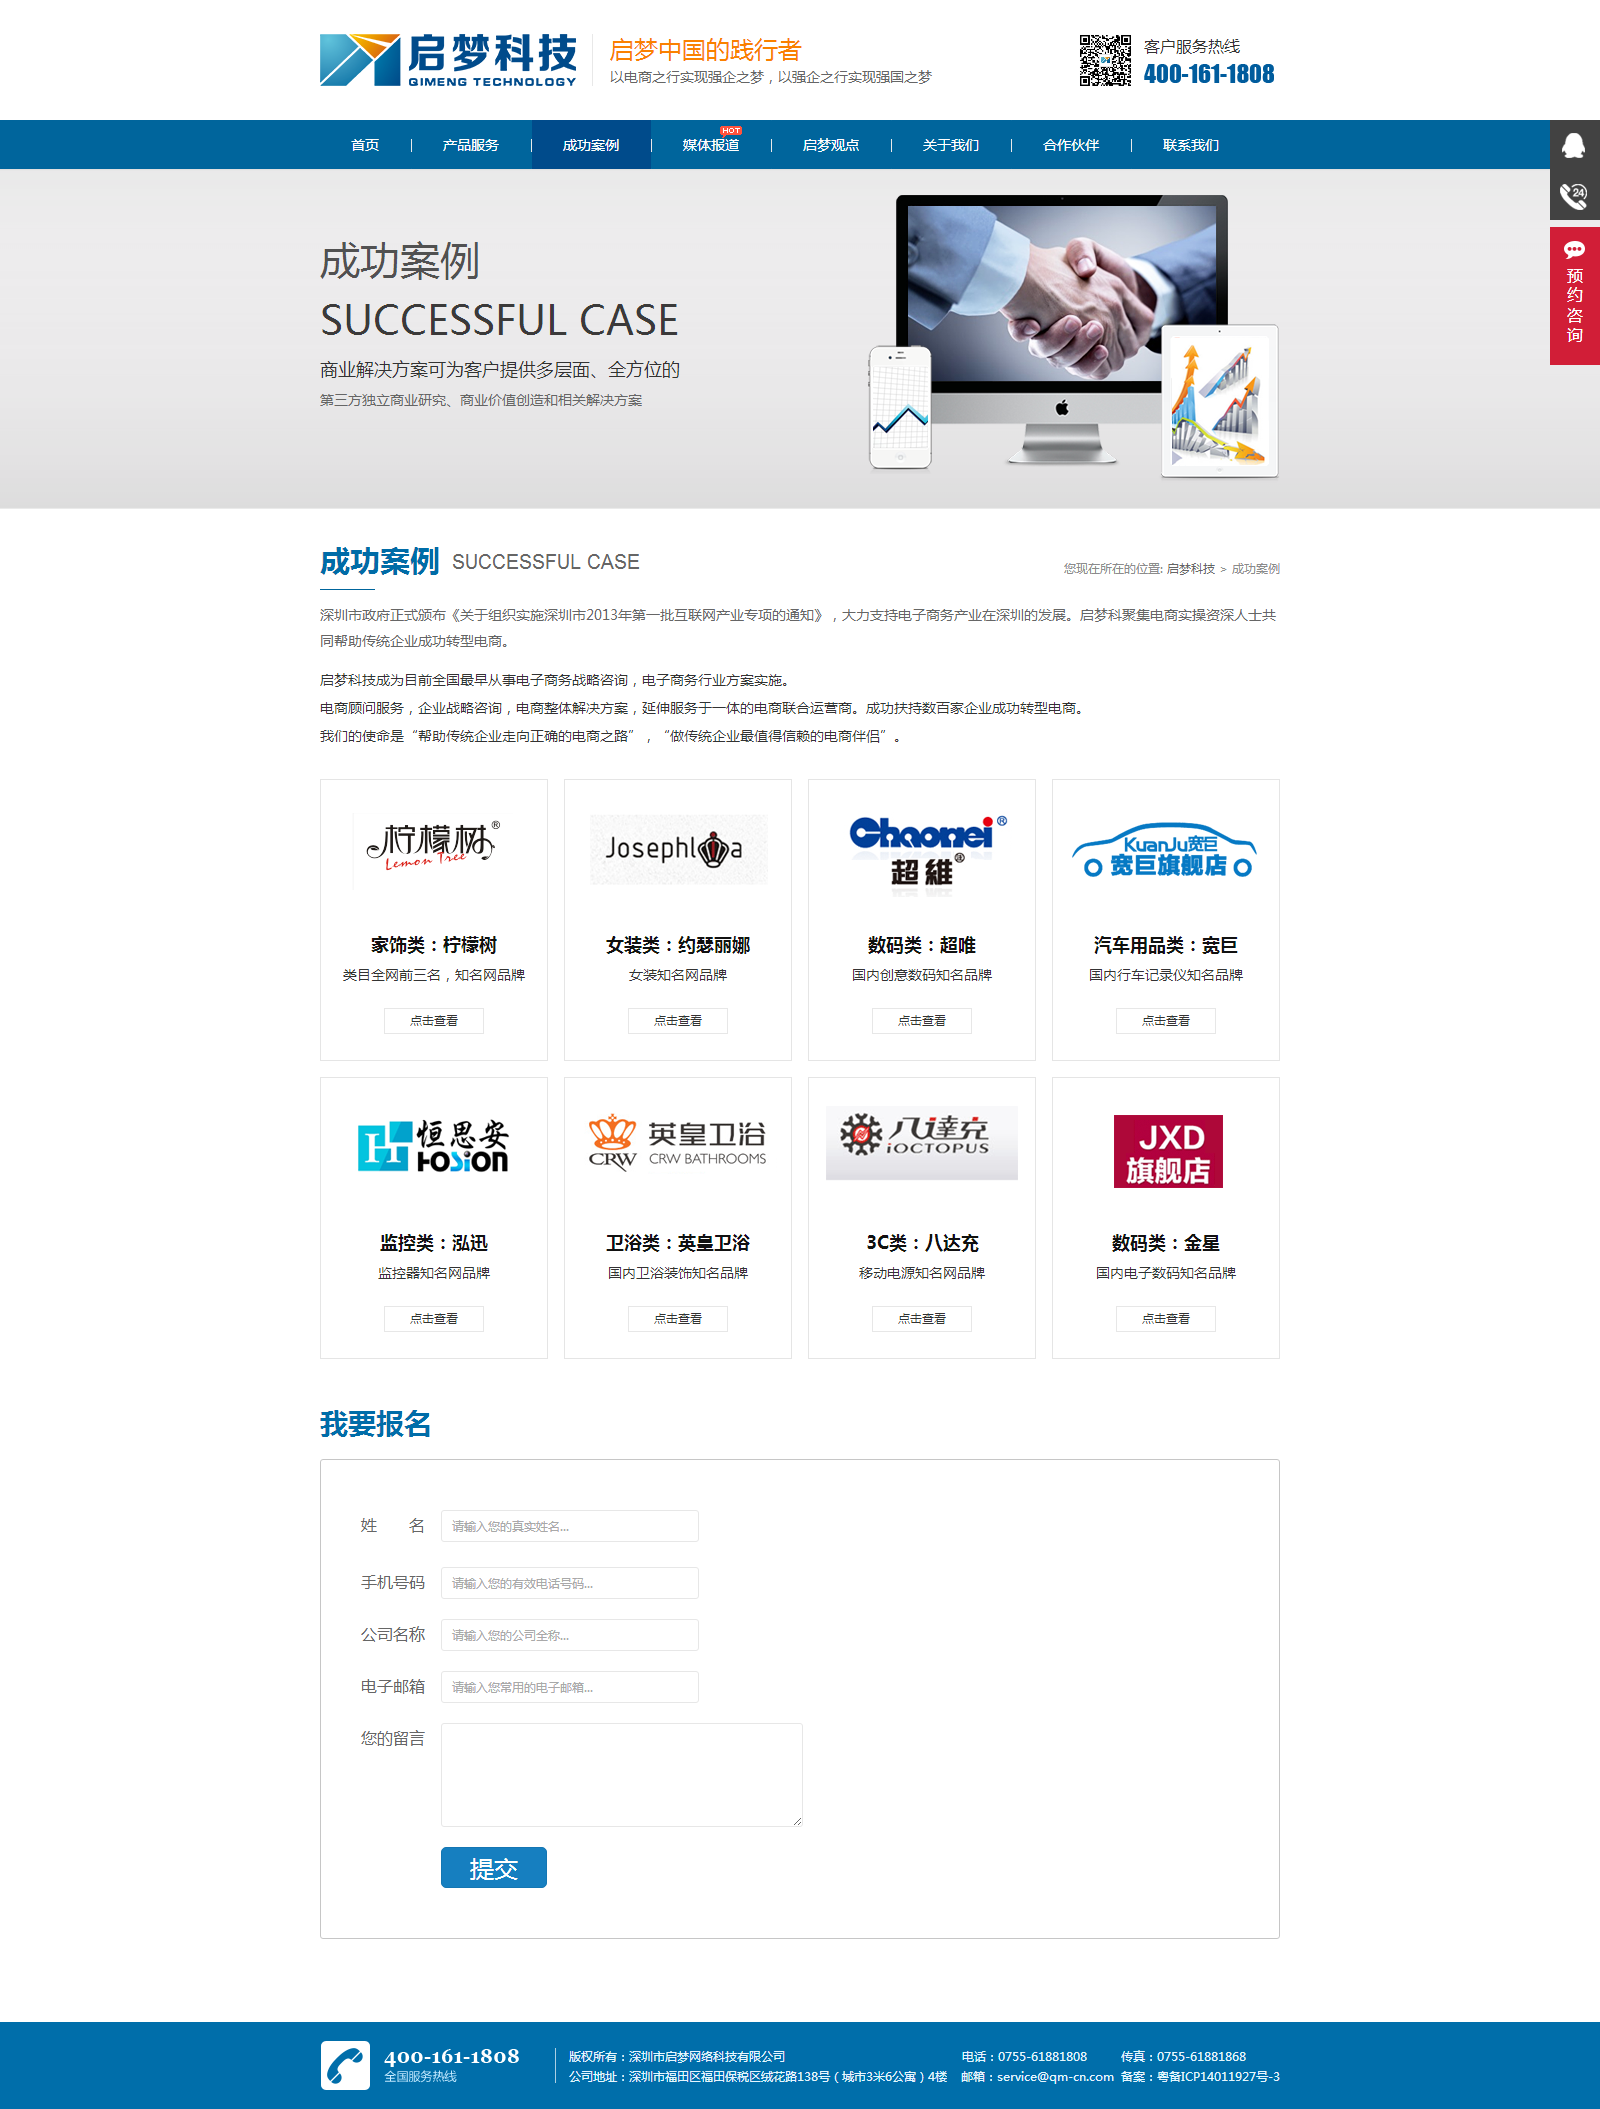 启梦科技
QIMENG TECHNOLOGY
启梦中国的践行者
以电商之行实现强企之梦，以强企之行实现强国之梦
客户服务热线
400-161-1808
首页
产品服务
成功案例
媒体报道
HOT
启梦观点
关于我们
合作伙伴
联系我们
24
预约咨询
成功案例
SUCCESSFUL CASE
商业解决方案可为客户提供多层面、全方位的
第三方独立商业研究、商业价值创造和相关解决方案
成功案例 SUCCESSFUL CASE
您现在所在的位置: 启梦科技 > 成功案例
深圳市政府正式颁布《关于组织实施深圳市2013年第一批互联网产业专项的通知》，大力支持电子商务产业在深圳的发展。启梦科聚集电商实操资深人士共
同帮助传统企业成功转型电商。
启梦科技成为目前全国最早从事电子商务战略咨询，电子商务行业方案实施。
电商顾问服务，企业战略咨询，电商整体解决方案，延伸服务于一体的电商联合运营商。成功扶持数百家企业成功转型电商。
我们的使命是“帮助传统企业走向正确的电商之路”，“做传统企业最值得信赖的电商伴侣”。
柠檬树®
Lemon Tree
家饰类：柠檬树
类目全网前三名，知名网品牌
点击查看
女装类：约瑟丽娜
女装知名网品牌
点击查看
Chaomei®
超維®
数码类：超唯
国内创意数码知名品牌
点击查看
KuanJu宽巨
宽巨旗舰店
汽车用品类：宽巨
国内行车记录仪知名品牌
点击查看
恒思安
HOSION
监控类：泓迅
监控器知名网品牌
点击查看
英皇卫浴
CRW
CRW BATHROOMS
卫浴类：英皇卫浴
国内卫浴装饰知名品牌
点击查看
八達充
iOCTOPUS
3C类：八达充
移动电源知名网品牌
点击查看
JXD
旗舰店
数码类：金星
国内电子数码知名品牌
点击查看
我要报名
姓 名
请输入您的真实姓名...
手机号码
请输入您的有效电话号码...
公司名称
请输入您的公司全称...
电子邮箱
请输入您常用的电子邮箱...
您的留言
提交
400-161-1808
全国服务热线
版权所有：深圳市启梦网络科技有限公司
电话：0755-61881808
传真：0755-61881868
公司地址：深圳市福田区福田保税区绒花路138号（城市3米6公寓）4楼
邮箱：service@qm-cn.com
备案：粤备ICP14011927号-3